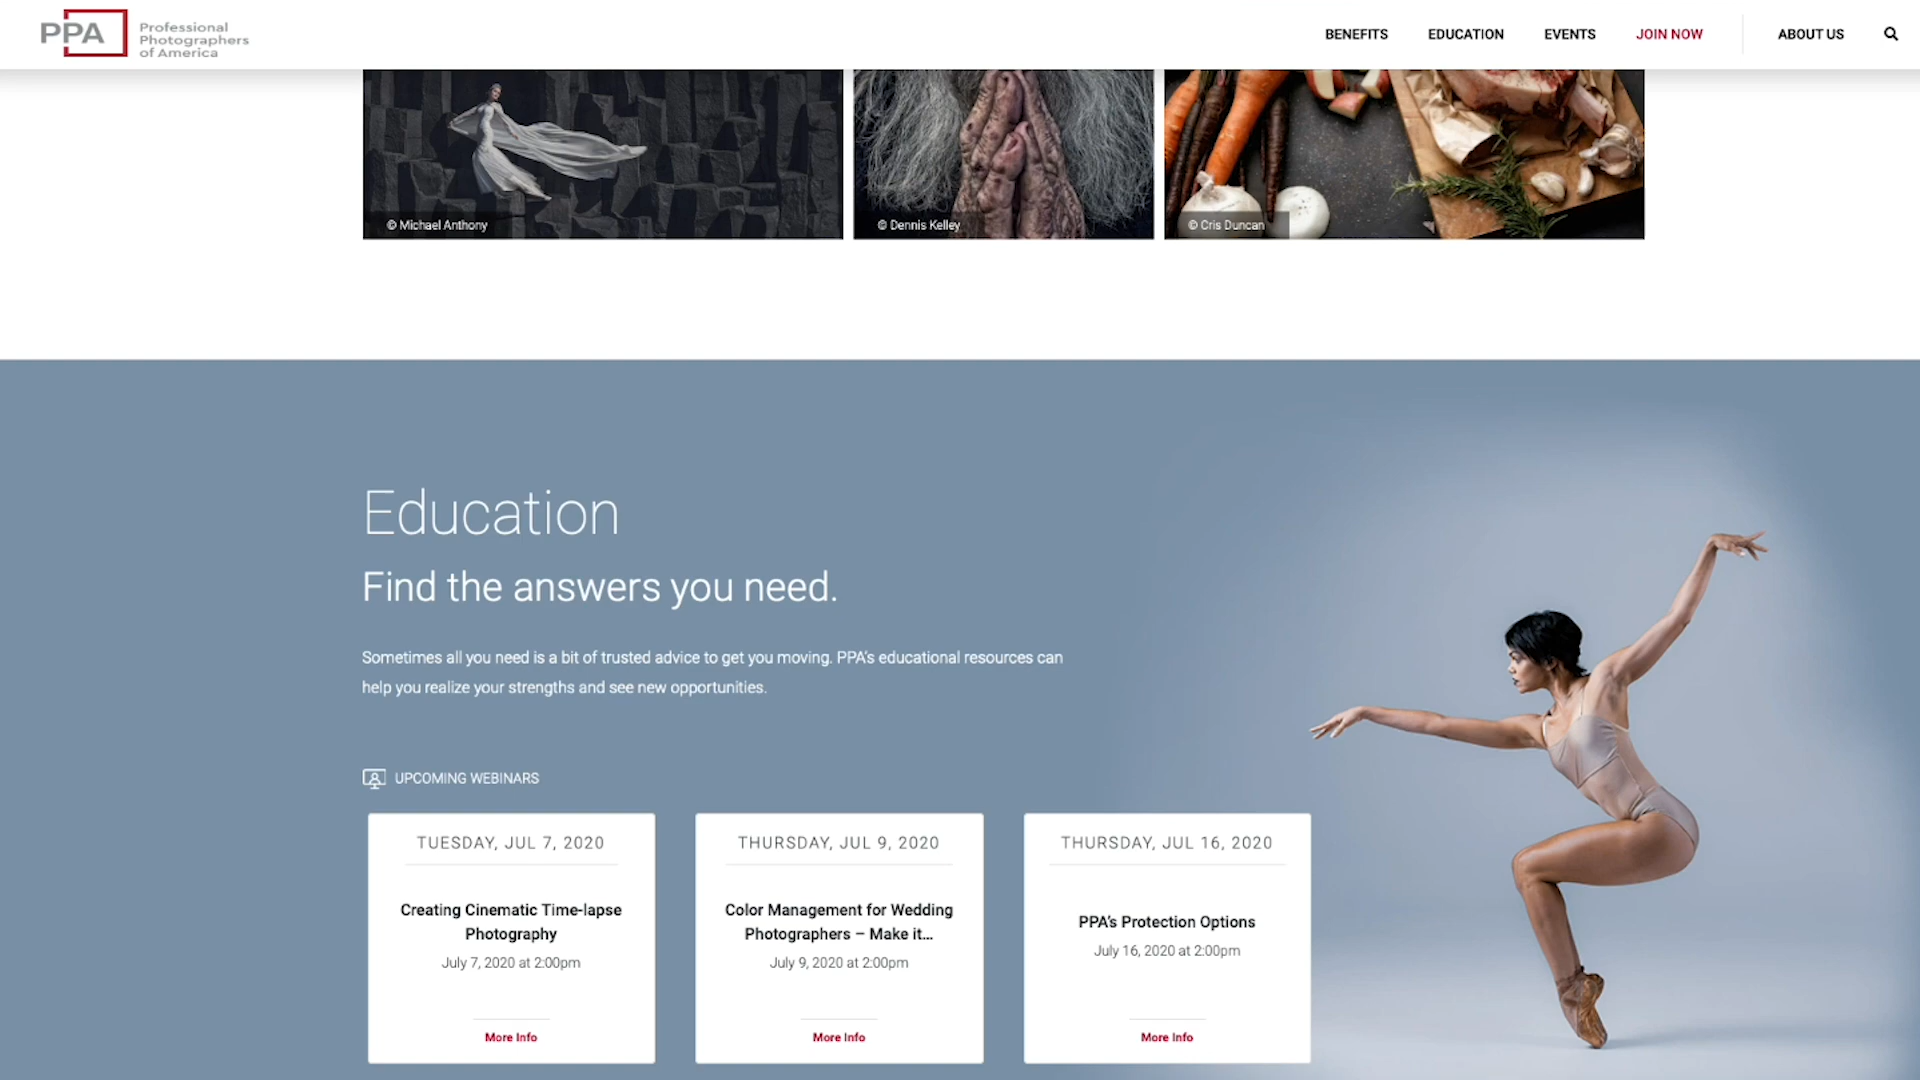 PPA
Professional
Photographers
of America
BENEFITS
EDUCATION
EVENTS
JOIN NOW
ABOUT US
© Michael Anthony
© Dennis Kelley
© Cris Duncan
Education
Find the answers you need.
Sometimes all you need is a bit of trusted advice to get you moving. PPA's educational resources can
help you realize your strengths and see new opportunities.
UPCOMING WEBINARS
TUESDAY, JUL 7, 2020
Creating Cinematic Time-lapse
Photography
July 7, 2020 at 2:00pm
More Info
THURSDAY, JUL 9, 2020
Color Management for Wedding
Photographers – Make it...
July 9, 2020 at 2:00pm
More Info
THURSDAY, JUL 16, 2020
PPA's Protection Options
July 16, 2020 at 2:00pm
More Info